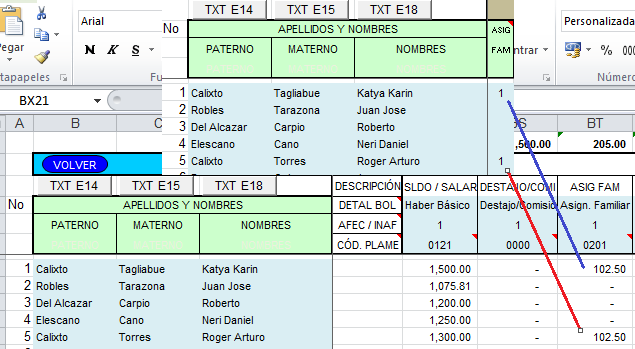 TXT E14 TXT E15 TXT E18
Arial
Personalizada
Pegar
N K S
Portapapeles
Fu
ntrar
%
No APELLIDOS Y NOMBRES ASIG
PATERNO MATERNO NOMBRES FAM
1 Calixto Tagliabue Katya Karin 1
2 Robles Tarazona Juan Jose
3 Del Alcazar Carpio Roberto
4 Elescano Cano Neri Daniel
5 Calixto Torres Roger Arturo 1
BX21
A B C BT
,500.00 205.00
VOLVER
TXT E14 TXT E15 TXT E18
DESCRIPCIÓN SLDO / SALAR DESTAJO/COMI ASIG FAM
No APELLIDOS Y NOMBRES DETAL BOL Haber Básico Destajo/Comisió Asign. Familiar
PATERNO MATERNO NOMBRES AFEC / INAF 1 1 1
CÓD. PLAME 0121 0000 0201
1 Calixto Tagliabue Katya Karin 1,500.00 - 102.50
2 Robles Tarazona Juan Jose 1,075.81 - -
3 Del Alcazar Carpio Roberto 1,200.00 - -
4 Elescano Cano Neri Daniel 1,250.00 - -
5 Calixto Torres Roger Arturo 1,300.00 - 102.50